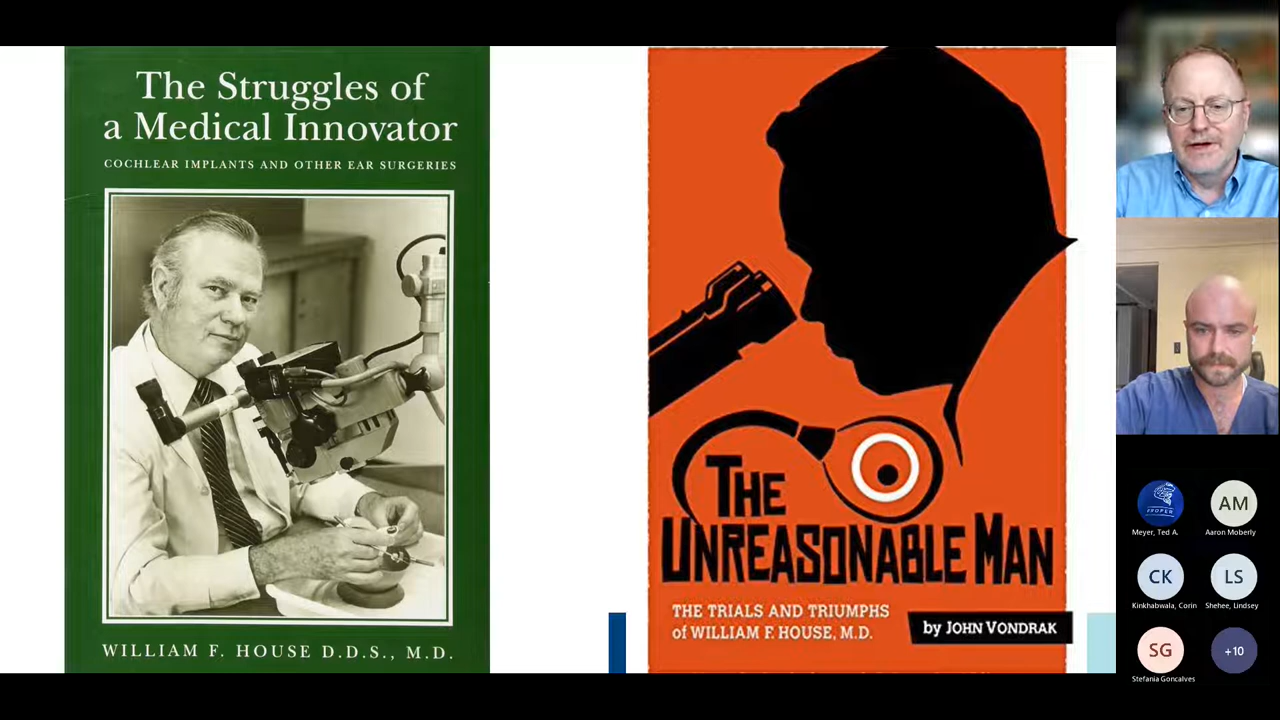 The Struggles of
a Medical Innovator
COCHLEAR IMPLANTS AND OTHER EAR SURGERIES
WILLIAM F. HOUSE D.D.S., M.D.
THE
UNREASONABLE MAN
THE TRIALS AND TRIUMPHS
of WILLIAM F. HOUSE, M.D.
by JOHN VONDRAK
Meyer, Ted A.
AM
Aaron Moberly
CK
Kinkhabwala, Corin
LS
Shehee, Lindsey
SG
Stefania Goncalves
+10